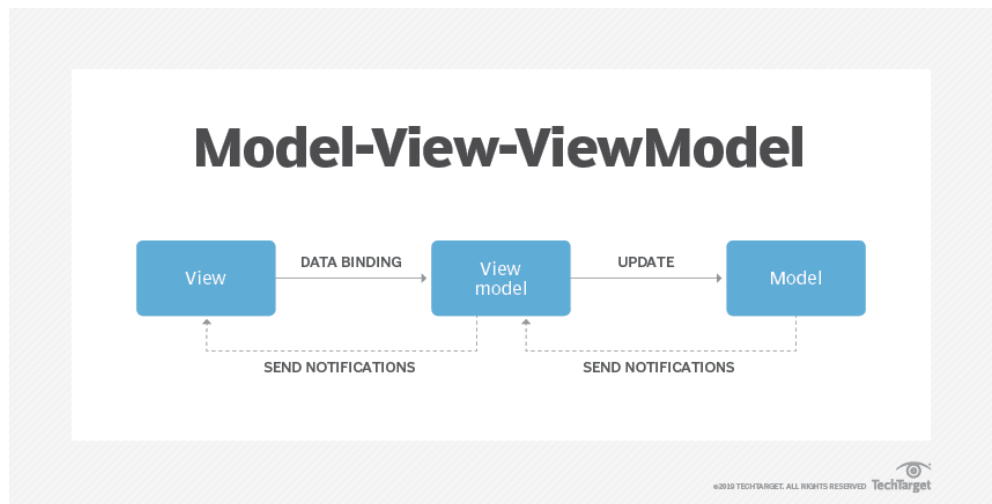 Model-View-ViewModel
View
DATA BINDING
View
model
UPDATE
Model
SEND NOTIFICATIONS
SEND NOTIFICATIONS
©2019 TECHTARGET. ALL RIGHTS RESERVED
TechTarget